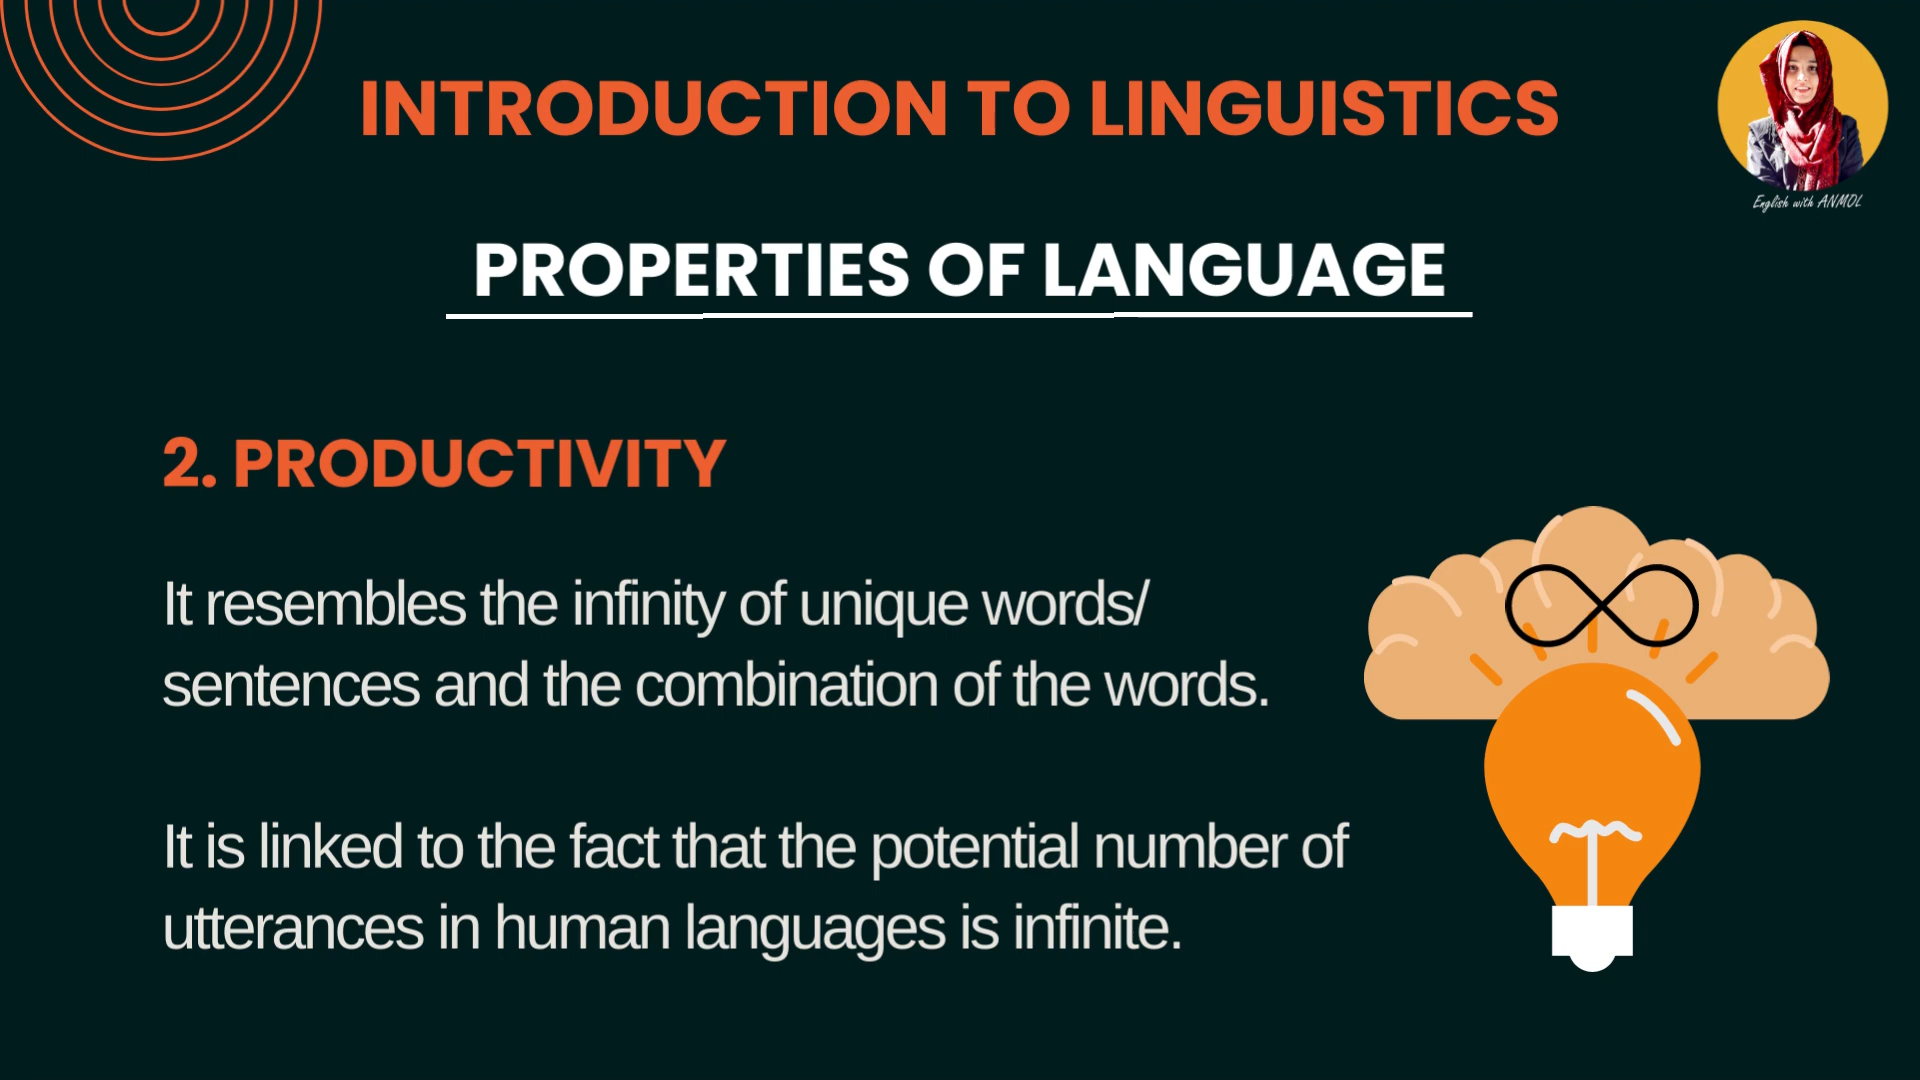 INTRODUCTION TO LINGUISTICS
English with ANMOL
PROPERTIES OF LANGUAGE
2. PRODUCTIVITY
It resembles the infinity of unique words/
sentences and the combination of the words.
It is linked to the fact that the potential number of
utterances in human languages is infinite.